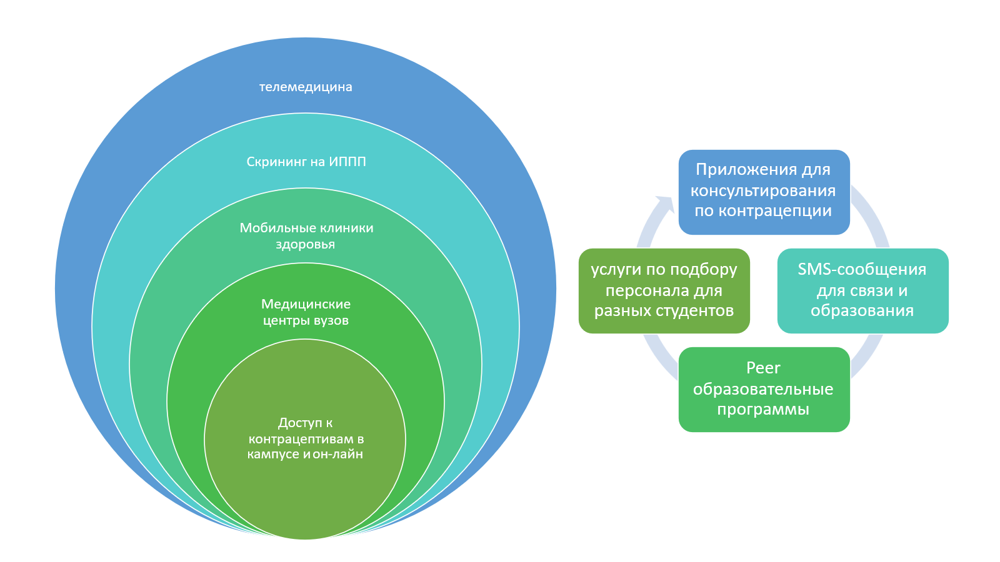 телемедицина
Скрининг на ИППП
Мобильные клиники
здоровья
Медицинские
центры вузов
Доступ к
контрацептивам в
кампусе и он-лайн
Приложения для
консультирования
по контрацепции
SMS-сообщения
для связи и
образования
Peer
образовательные
программы
услуги по подбору
персонала для
разных студентов